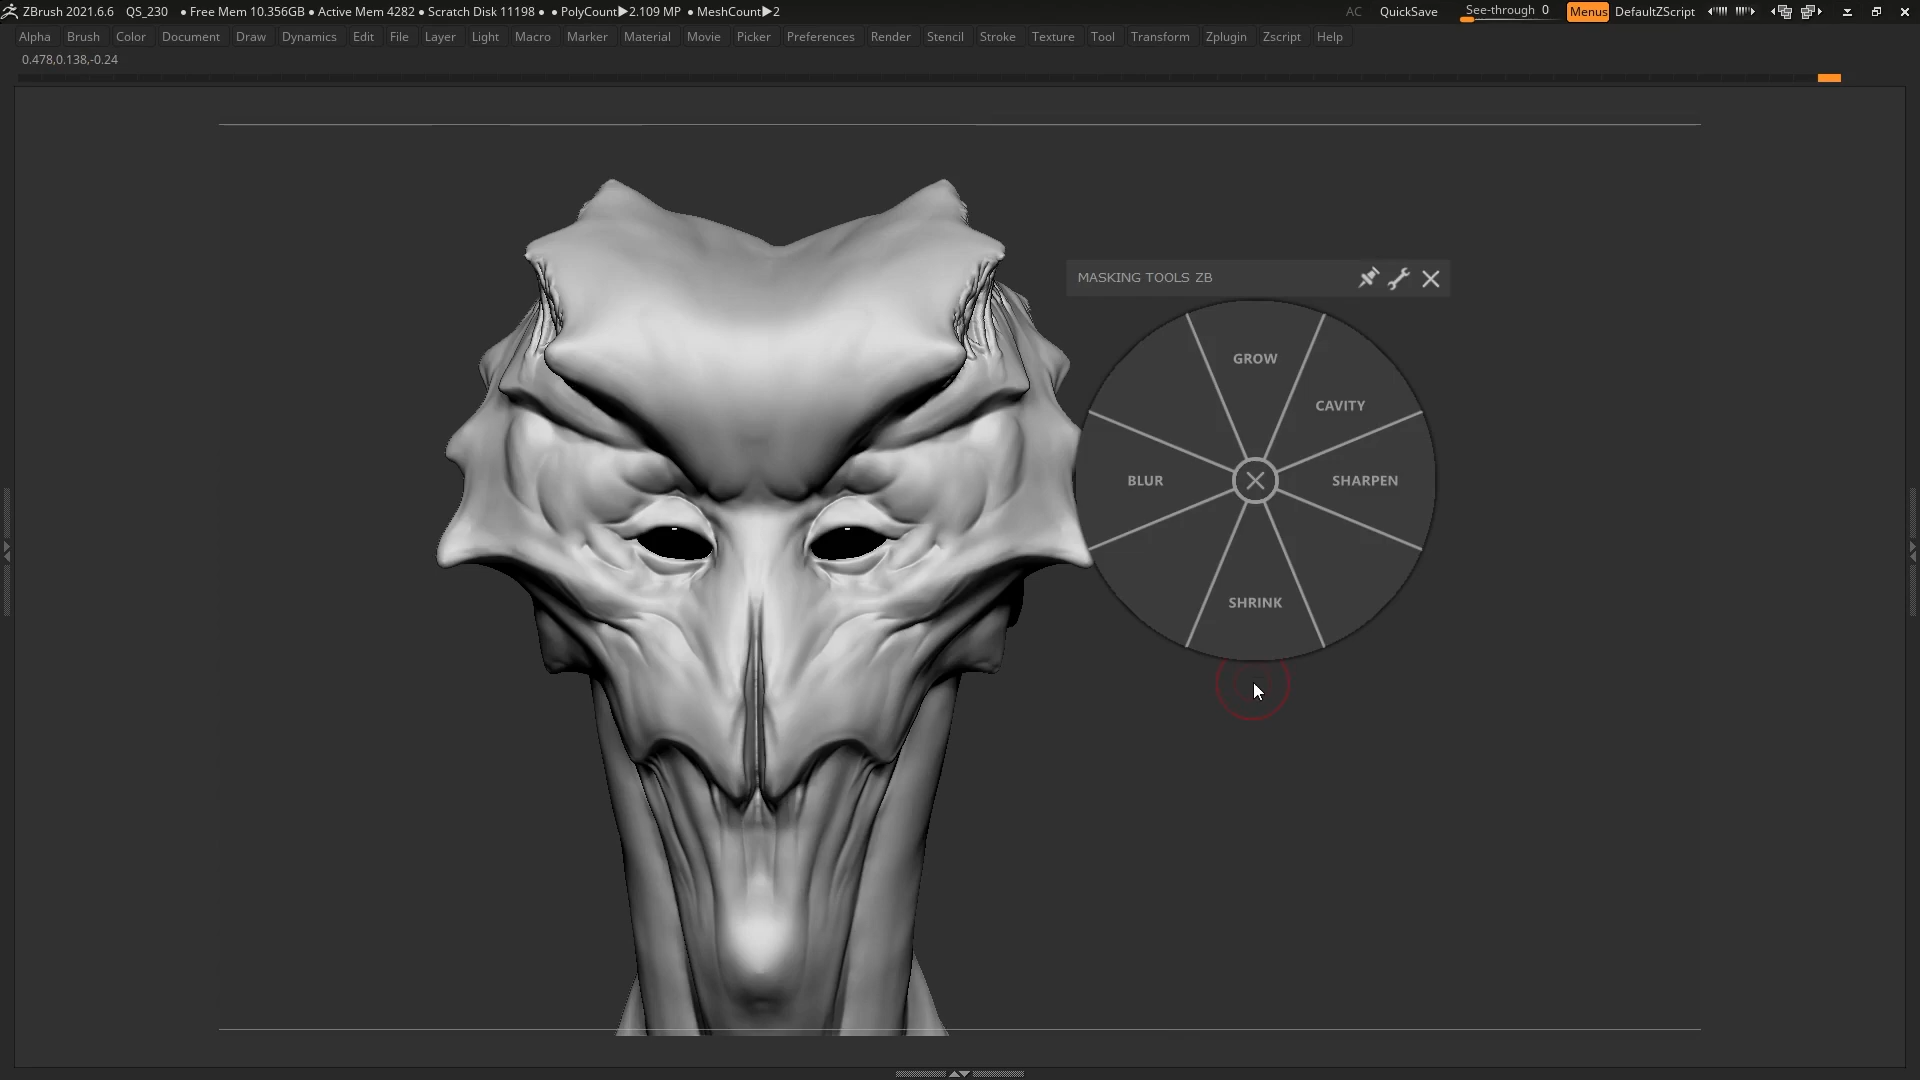 ZBrush 2021.6.6 QS_230 ● Free Mem 10.356GB ● Active Mem 4282 ● Scratch Disk 11198 ● ● PolyCount▶2.109 MP ● MeshCount▶2 AC QuickSave See-through 0 Menus DefaultZScript
Alpha Brush Color Document Draw Dynamics Edit File Layer Light Macro Marker Material Movie Picker Preferences Render Stencil Stroke Texture Tool Transform Zplugin Zscript Help
0.478,0.138,-0.24
MASKING TOOLS ZB
GROW
CAVITY
BLUR
SHARPEN
SHRINK